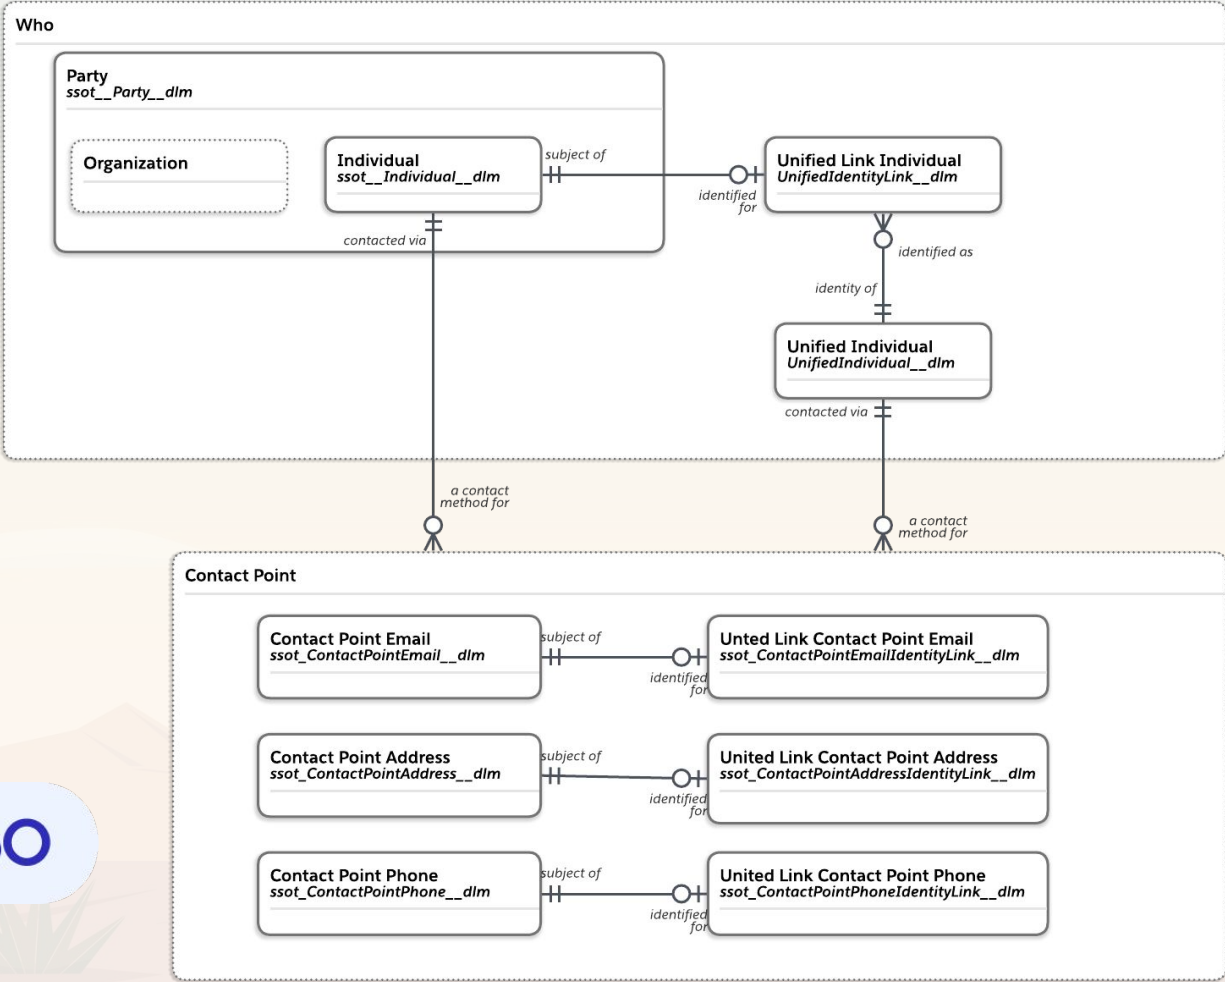 Who
Party
ssot__Party__dlm
Organization
Individual
ssot__Individual__dlm
subject of
identified
for
Unified Link Individual
UnifiedIdentityLink__dlm
contacted via
identified as
identity of
Unified Individual
UnifiedIndividual__dlm
contacted via
a contact
method for
a contact
method for
Contact Point
Contact Point Email
ssot_ContactPointEmail__dlm
subject of
identified
for
Unted Link Contact Point Email
ssot_ContactPointEmailIdentityLink__dlm
Contact Point Address
ssot_ContactPointAddress__dlm
subject of
identified
for
United Link Contact Point Address
ssot_ContactPointAddressIdentityLink__dlm
Contact Point Phone
ssot_ContactPointPhone__dlm
subject of
identified
for
United Link Contact Point Phone
ssot_ContactPointPhoneIdentityLink__dlm